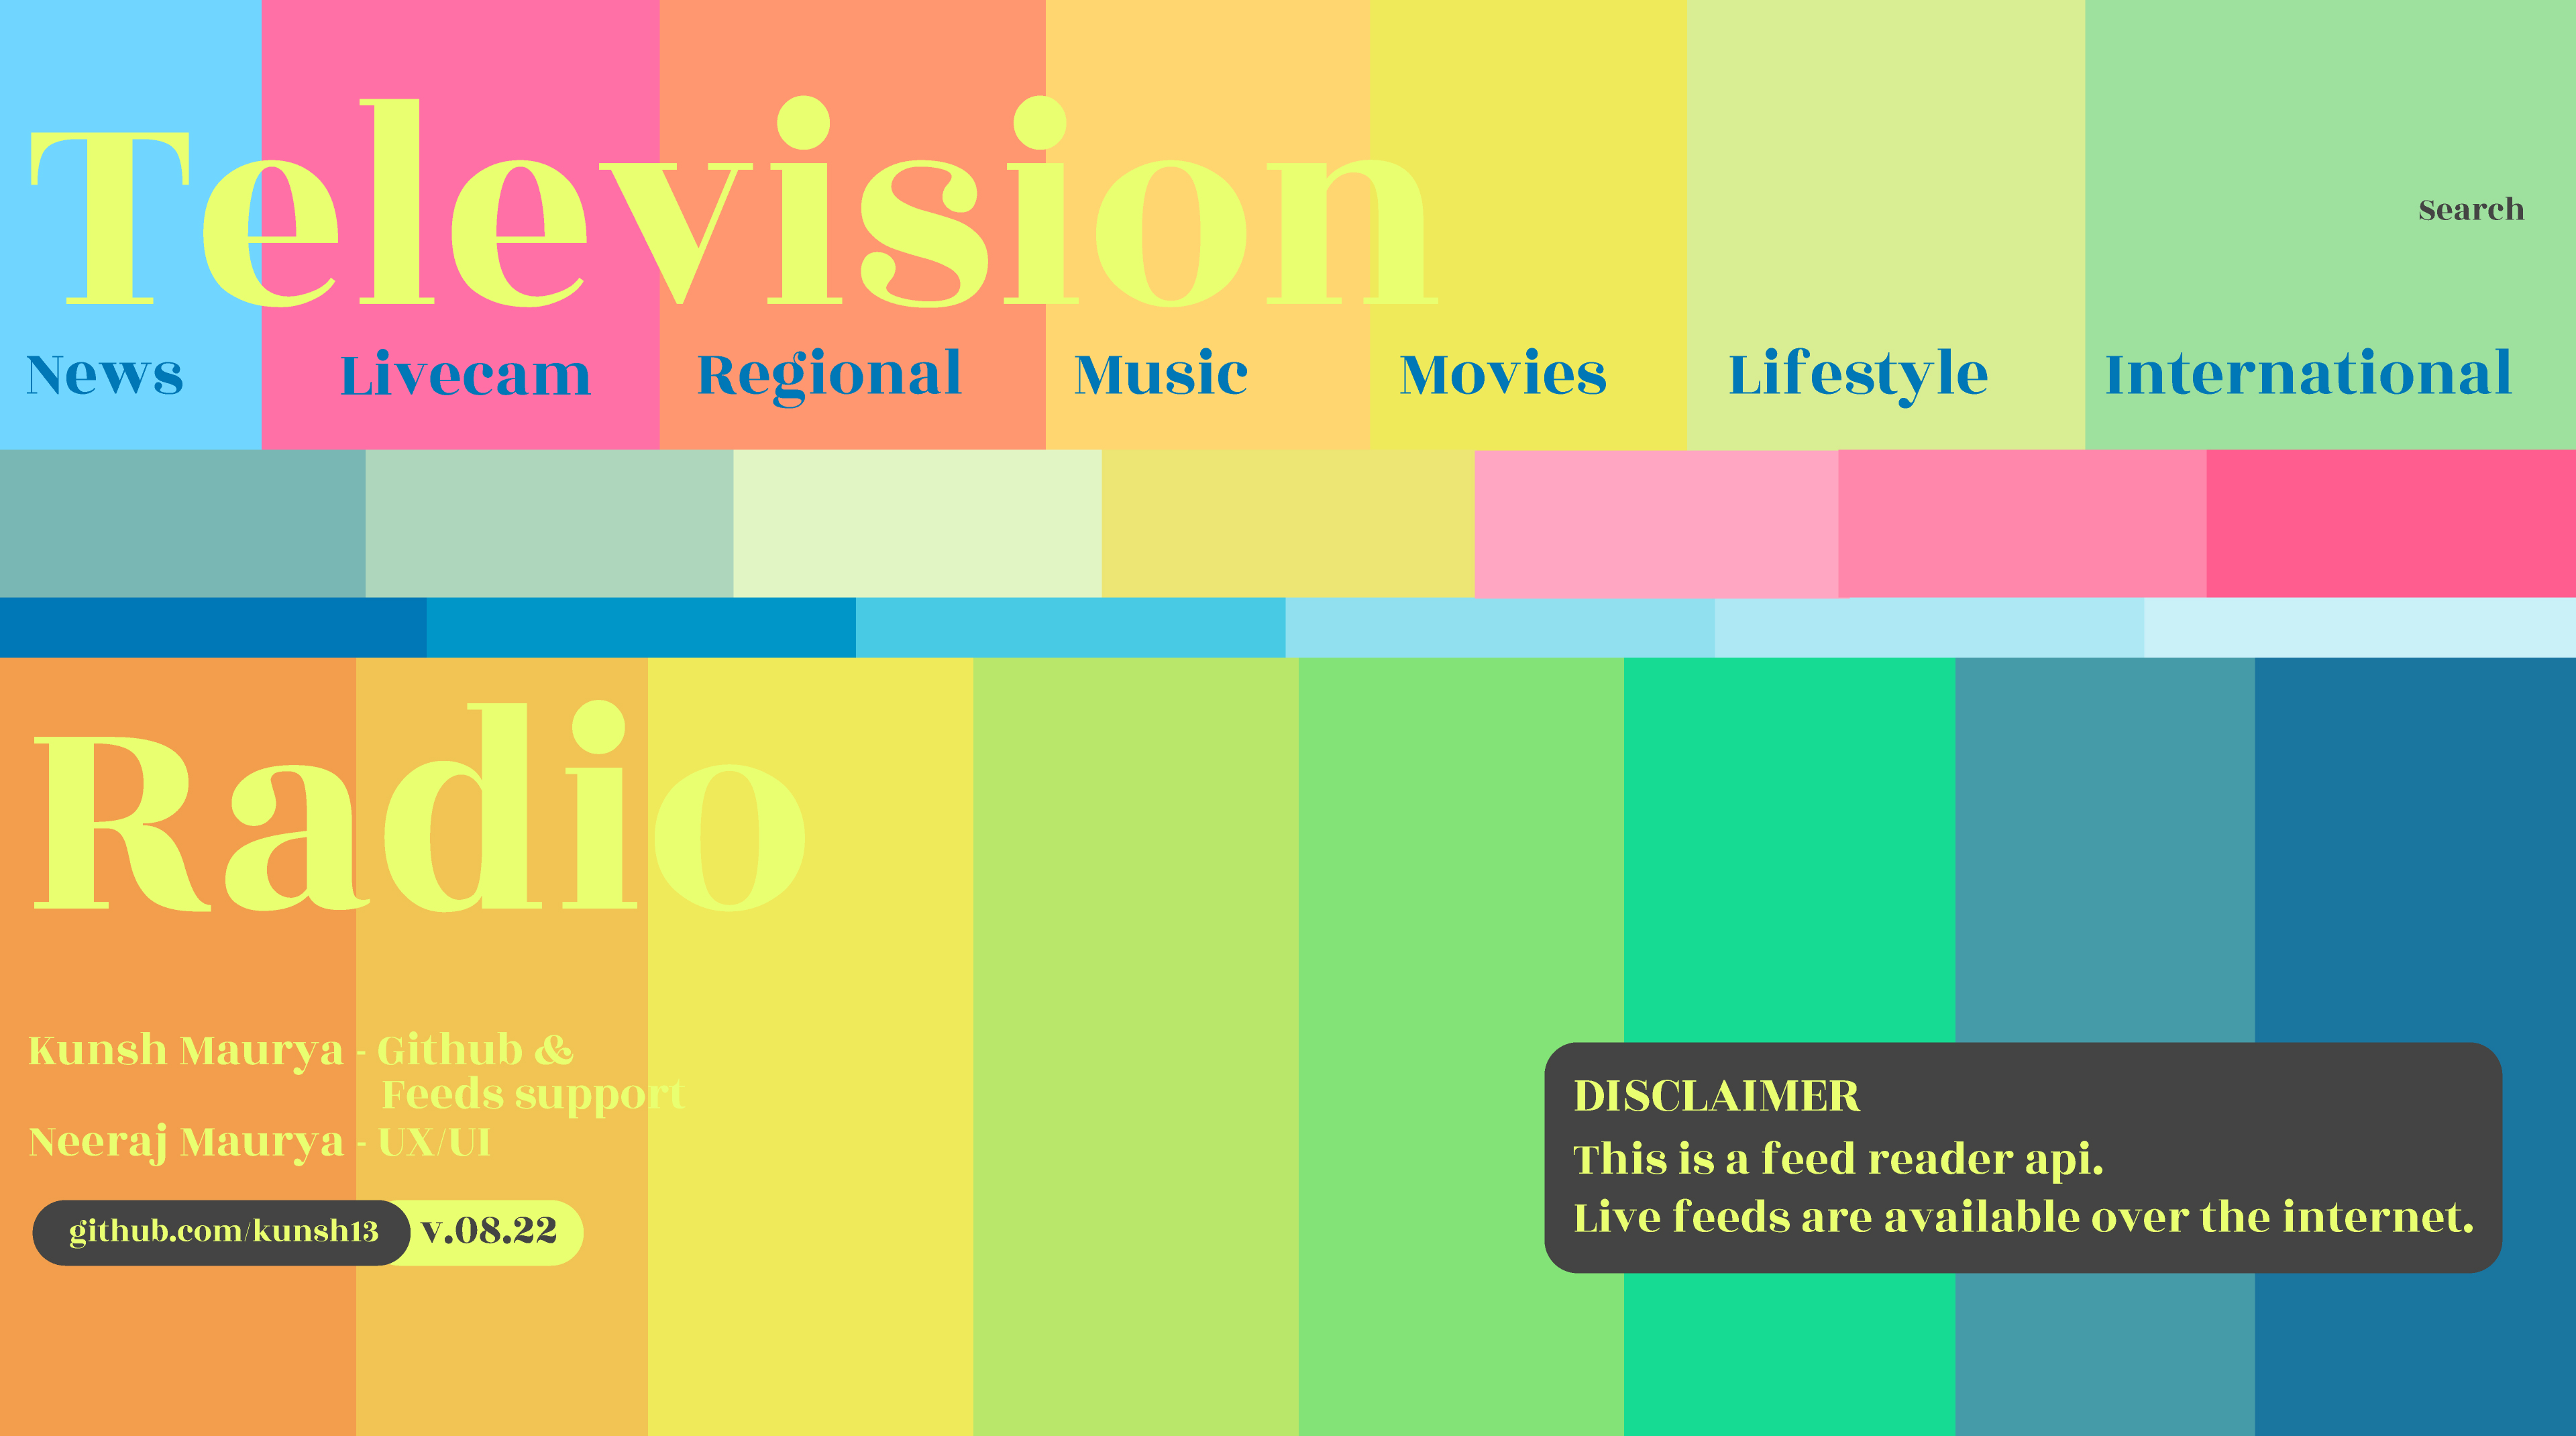 Television
Search
News
Livecam
Regional
Music
Movies
Lifestyle
International
Radio
Kunsh Maurya - Github &
Feeds support
Neeraj Maurya - UX/UI
github.com/kunsh13
v.08.22
DISCLAIMER
This is a feed reader api.
Live feeds are available over the internet.